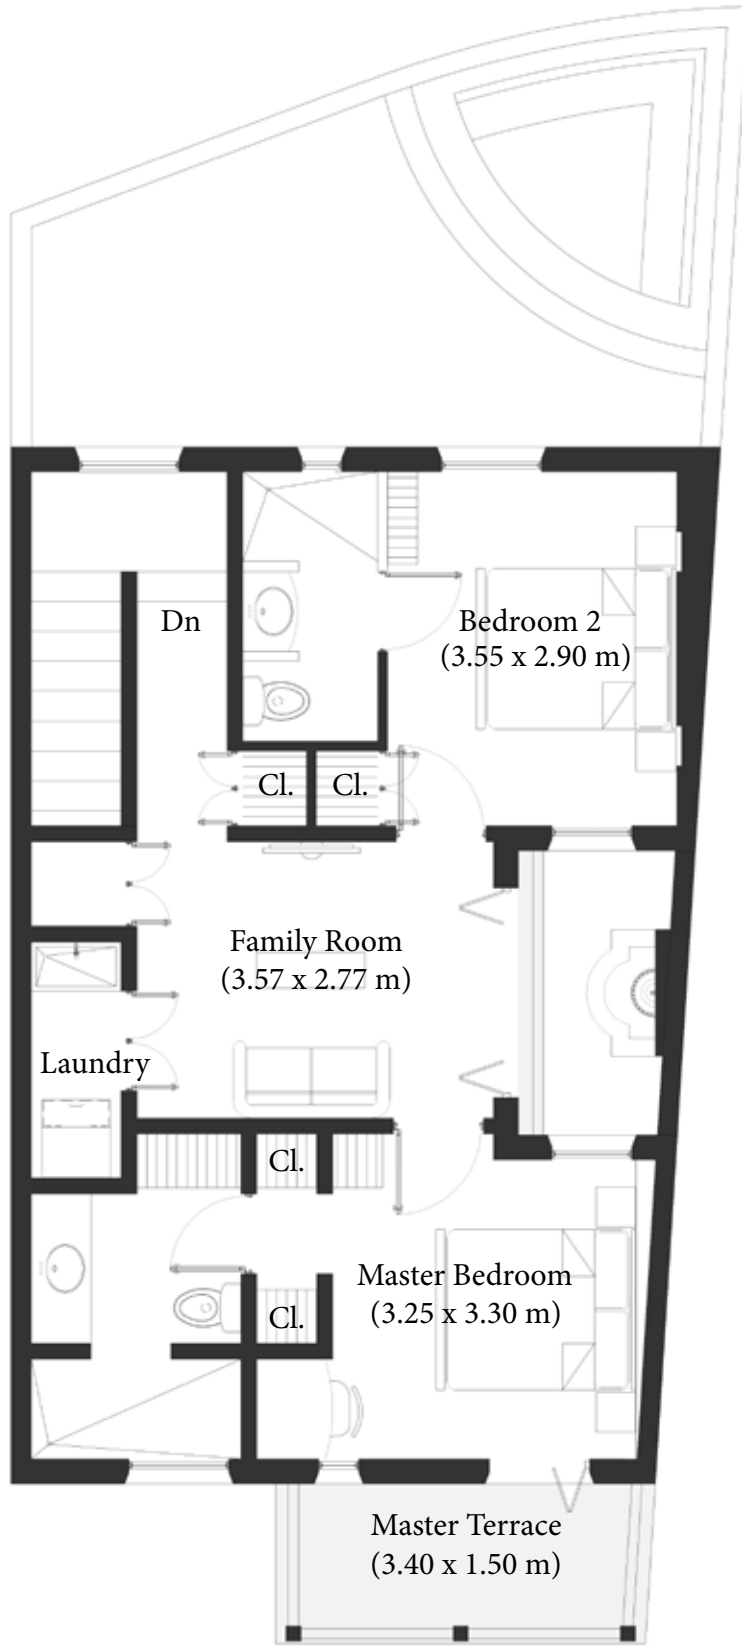 Dn
Bedroom 2
(3.55 x 2.90 m)
Cl.
Cl.
Family Room
(3.57 x 2.77 m)
Laundry
Cl.
Master Bedroom
(3.25 x 3.30 m)
Cl.
Master Terrace
(3.40 x 1.50 m)